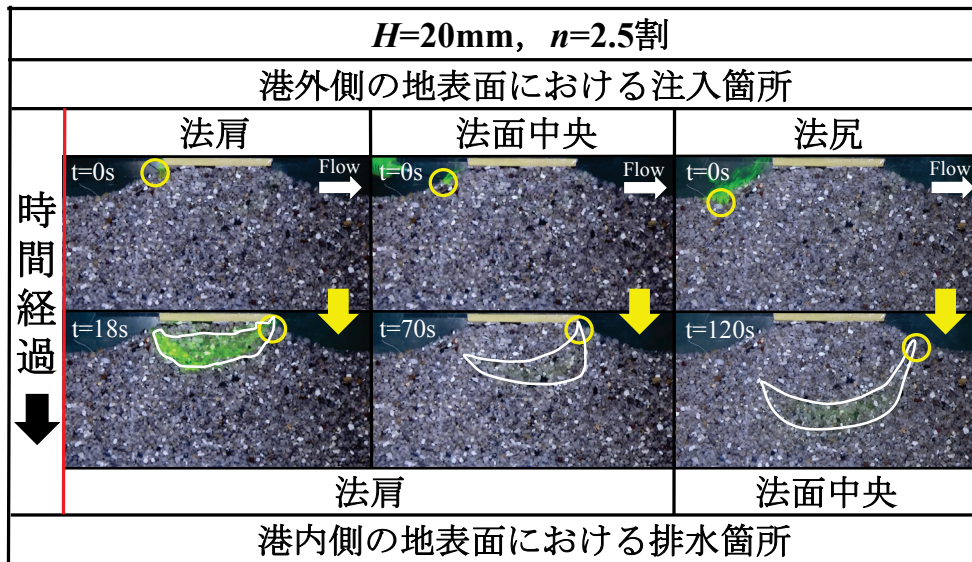 H=20mm, n=2.5割
港外側の地表面における注入箇所
法肩 法面中央 法尻
t=0s Flow t=0s Flow t=0s Flow
時間経過
t=18s t=70s t=120s
法肩 法面中央
港内側の地表面における排水箇所